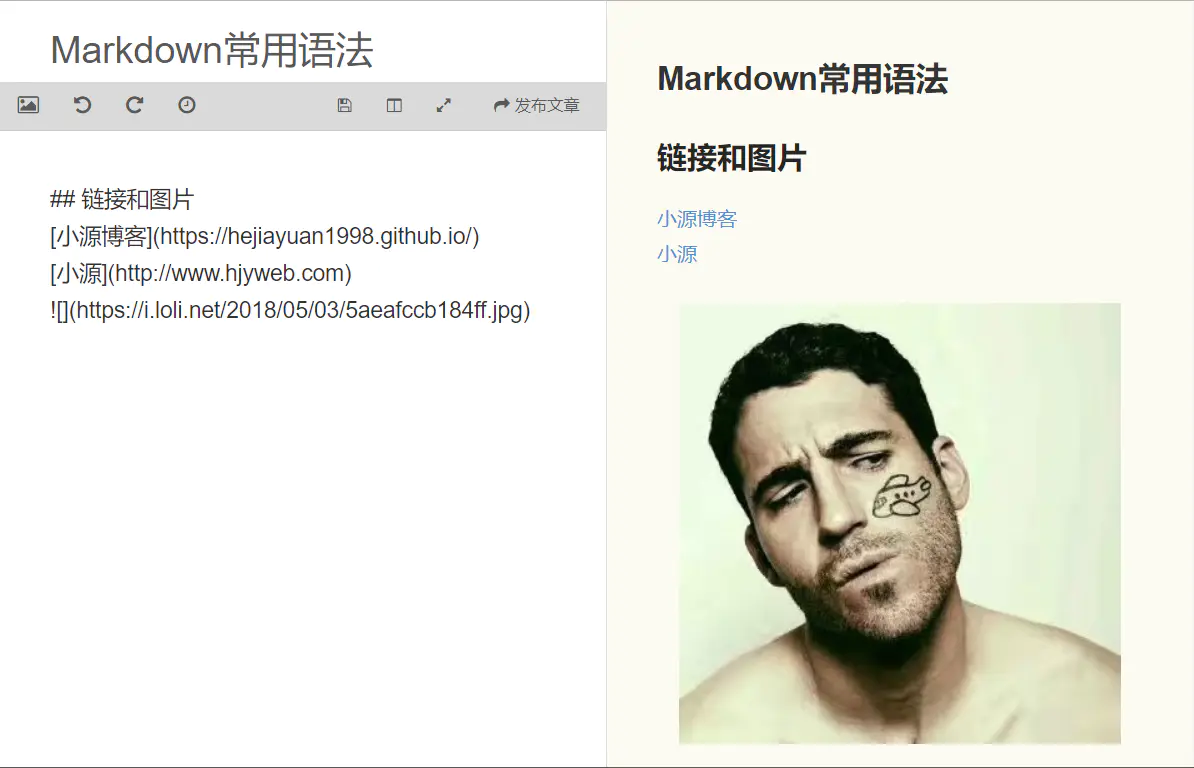 Markdown常用语法
发布文章
## 链接和图片
[小源博客](https://hejiayuan1998.github.io/)
[小源](http://www.hjyweb.com)
![](https://i.loli.net/2018/05/03/5aeafccb184ff.jpg)
Markdown常用语法
链接和图片
小源博客
小源